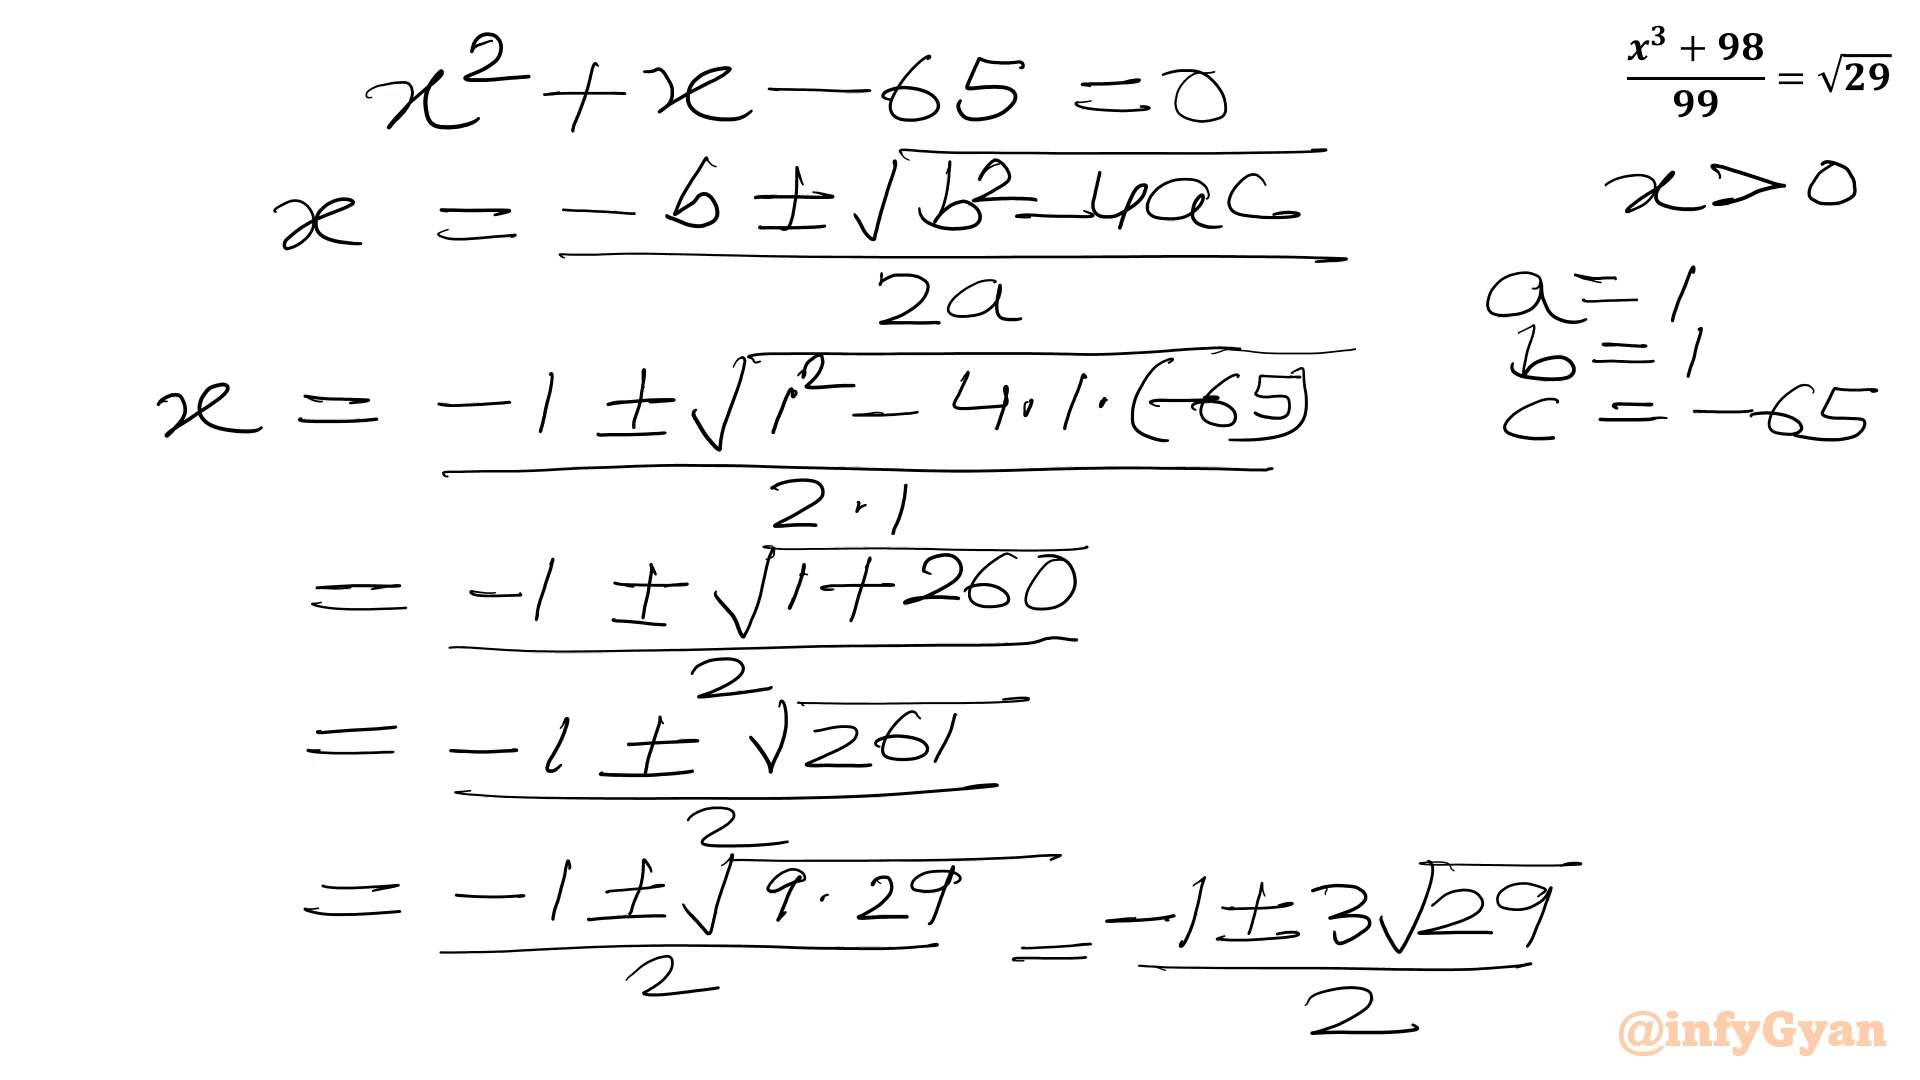 x² + x − 65 = 0
(x³ + 98)/99 = √29
x > 0
x = (−b ± √(b² − 4ac))/2a
a = 1
b = 1
c = −65
x = (−1 ± √(1² − 4·1·(−65)))/(2·1)
= (−1 ± √(1 + 260))/2
= (−1 ± √261)/2
= (−1 ± √(9·29))/2 = (−1 ± 3√29)/2
@infyGyan